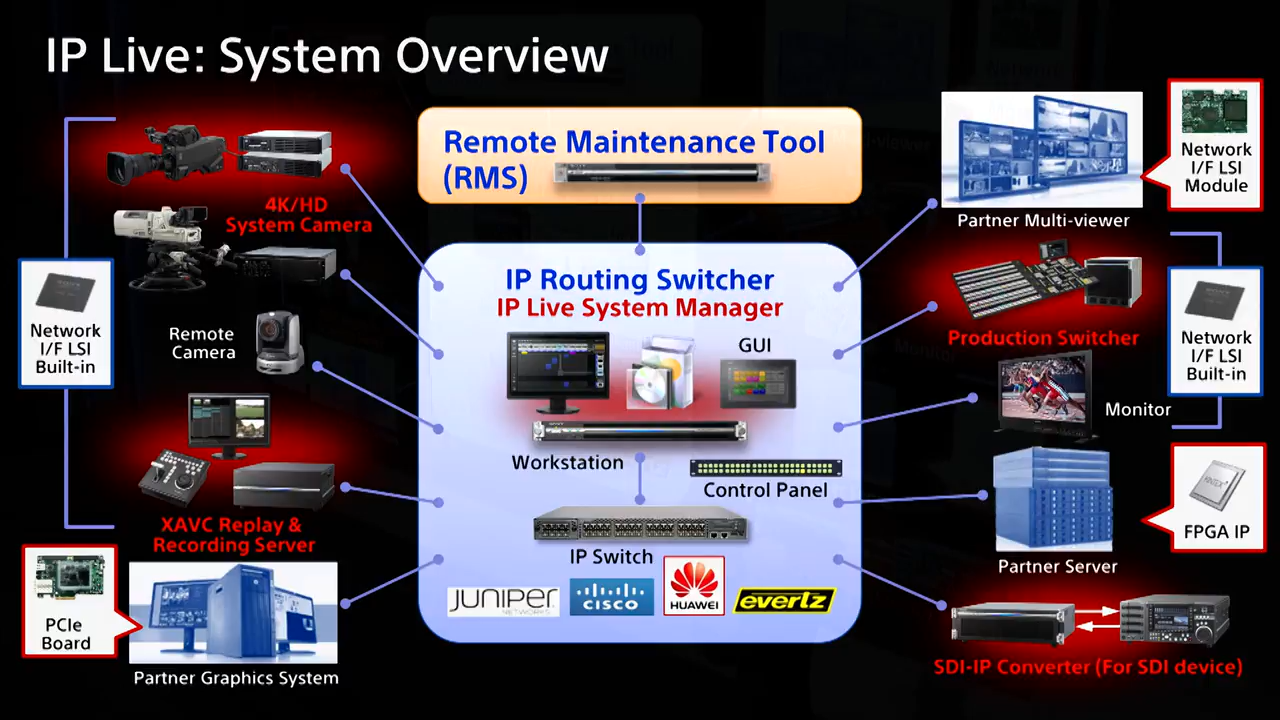 IP Live: System Overview
Remote Maintenance Tool
(RMS)
4K/HD
System Camera
Network
I/F LSI
Built-in
Remote
Camera
XAVC Replay &
Recording Server
PCIe
Board
Partner Graphics System
IP Routing Switcher
IP Live System Manager
GUI
Workstation
Control Panel
IP Switch
JUNIPER
NETWORKS
CISCO
HUAWEI
evertz
Network
I/F LSI
Module
Partner Multi-viewer
Production Switcher
Network
I/F LSI
Built-in
Monitor
FPGA IP
Partner Server
SDI-IP Converter (For SDI device)